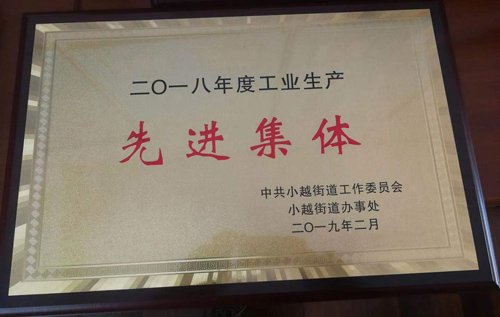 二〇一八年度工业生产
先进集体
中共小越街道工作委员会
小越街道办事处
二〇一九年二月